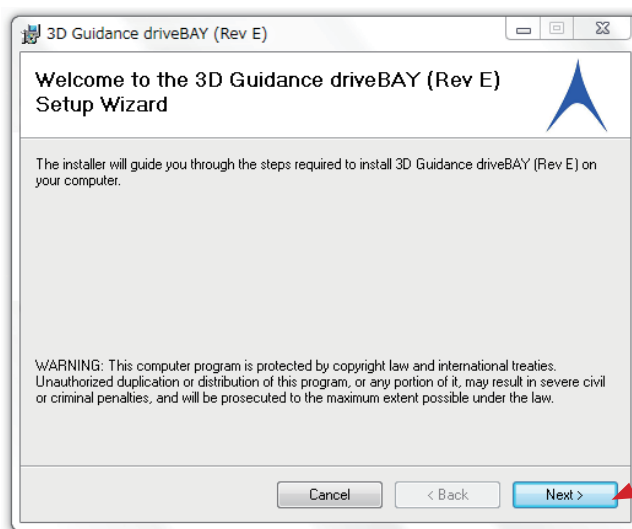 3D Guidance driveBAY (Rev E)
Welcome to the 3D Guidance driveBAY (Rev E)
Setup Wizard
The installer will guide you through the steps required to install 3D Guidance driveBAY (Rev E) on
your computer.
WARNING: This computer program is protected by copyright law and international treaties.
Unauthorized duplication or distribution of this program, or any portion of it, may result in severe civil
or criminal penalties, and will be prosecuted to the maximum extent possible under the law.
Cancel
< Back
Next >